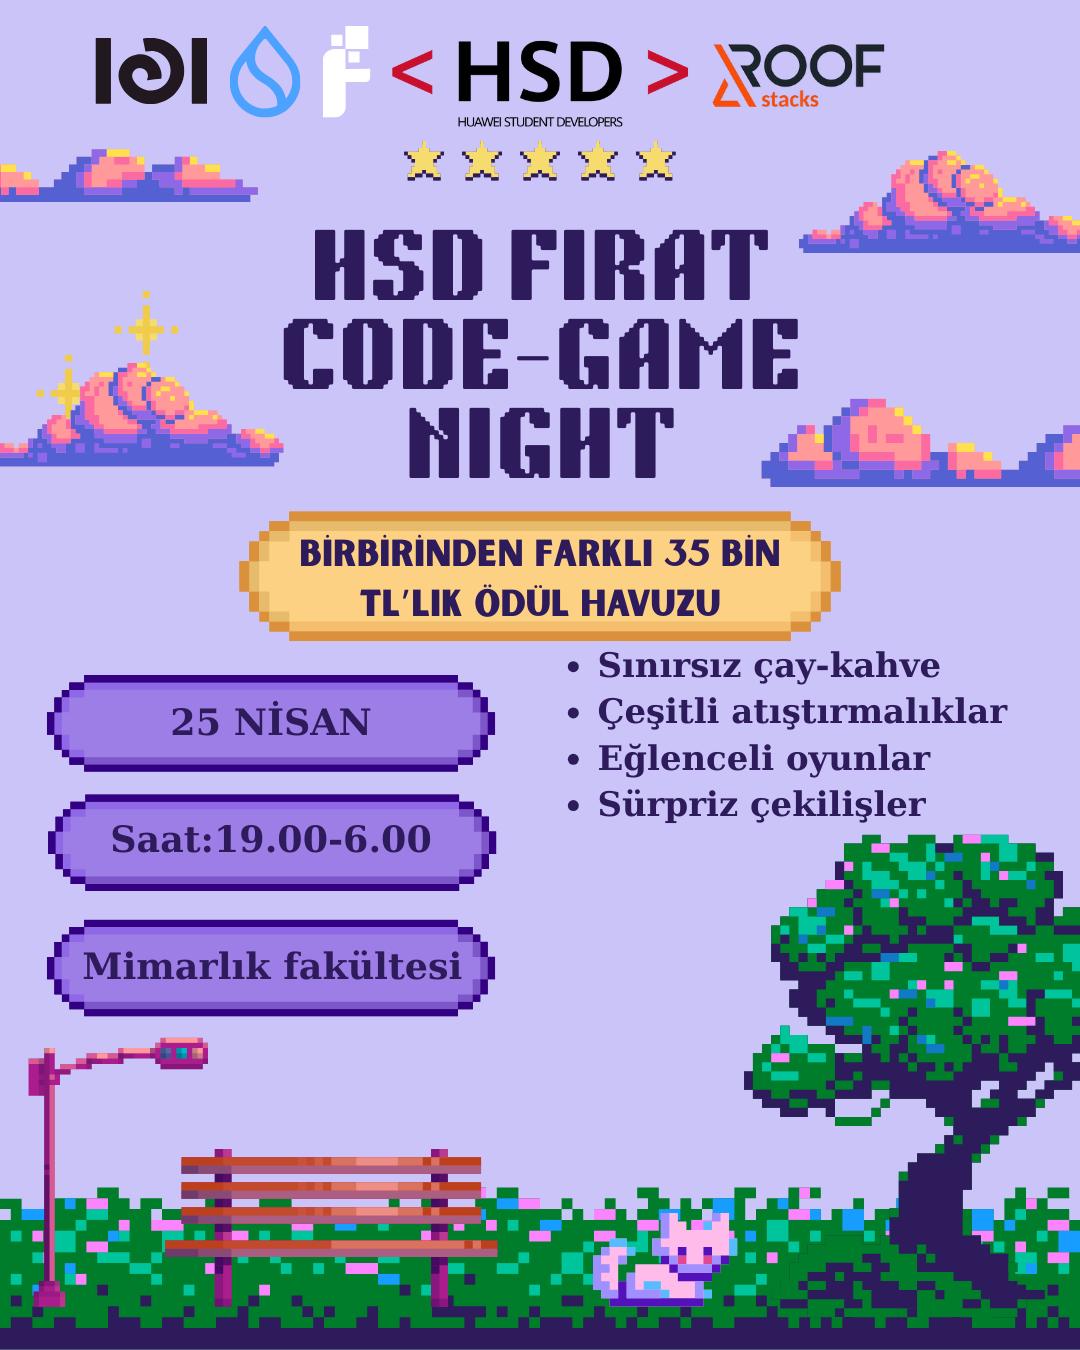 < HSD >
HUAWEI STUDENT DEVELOPERS
ROOF
stacks
HSD FIRAT
CODE-GAME
NIGHT
BİRBİRİNDEN FARKLI 35 BİN
TL'LIK ÖDÜL HAVUZU
• Sınırsız çay-kahve
• Çeşitli atıştırmalıklar
• Eğlenceli oyunlar
• Sürpriz çekilişler
25 NİSAN
Saat:19.00-6.00
Mimarlık fakültesi